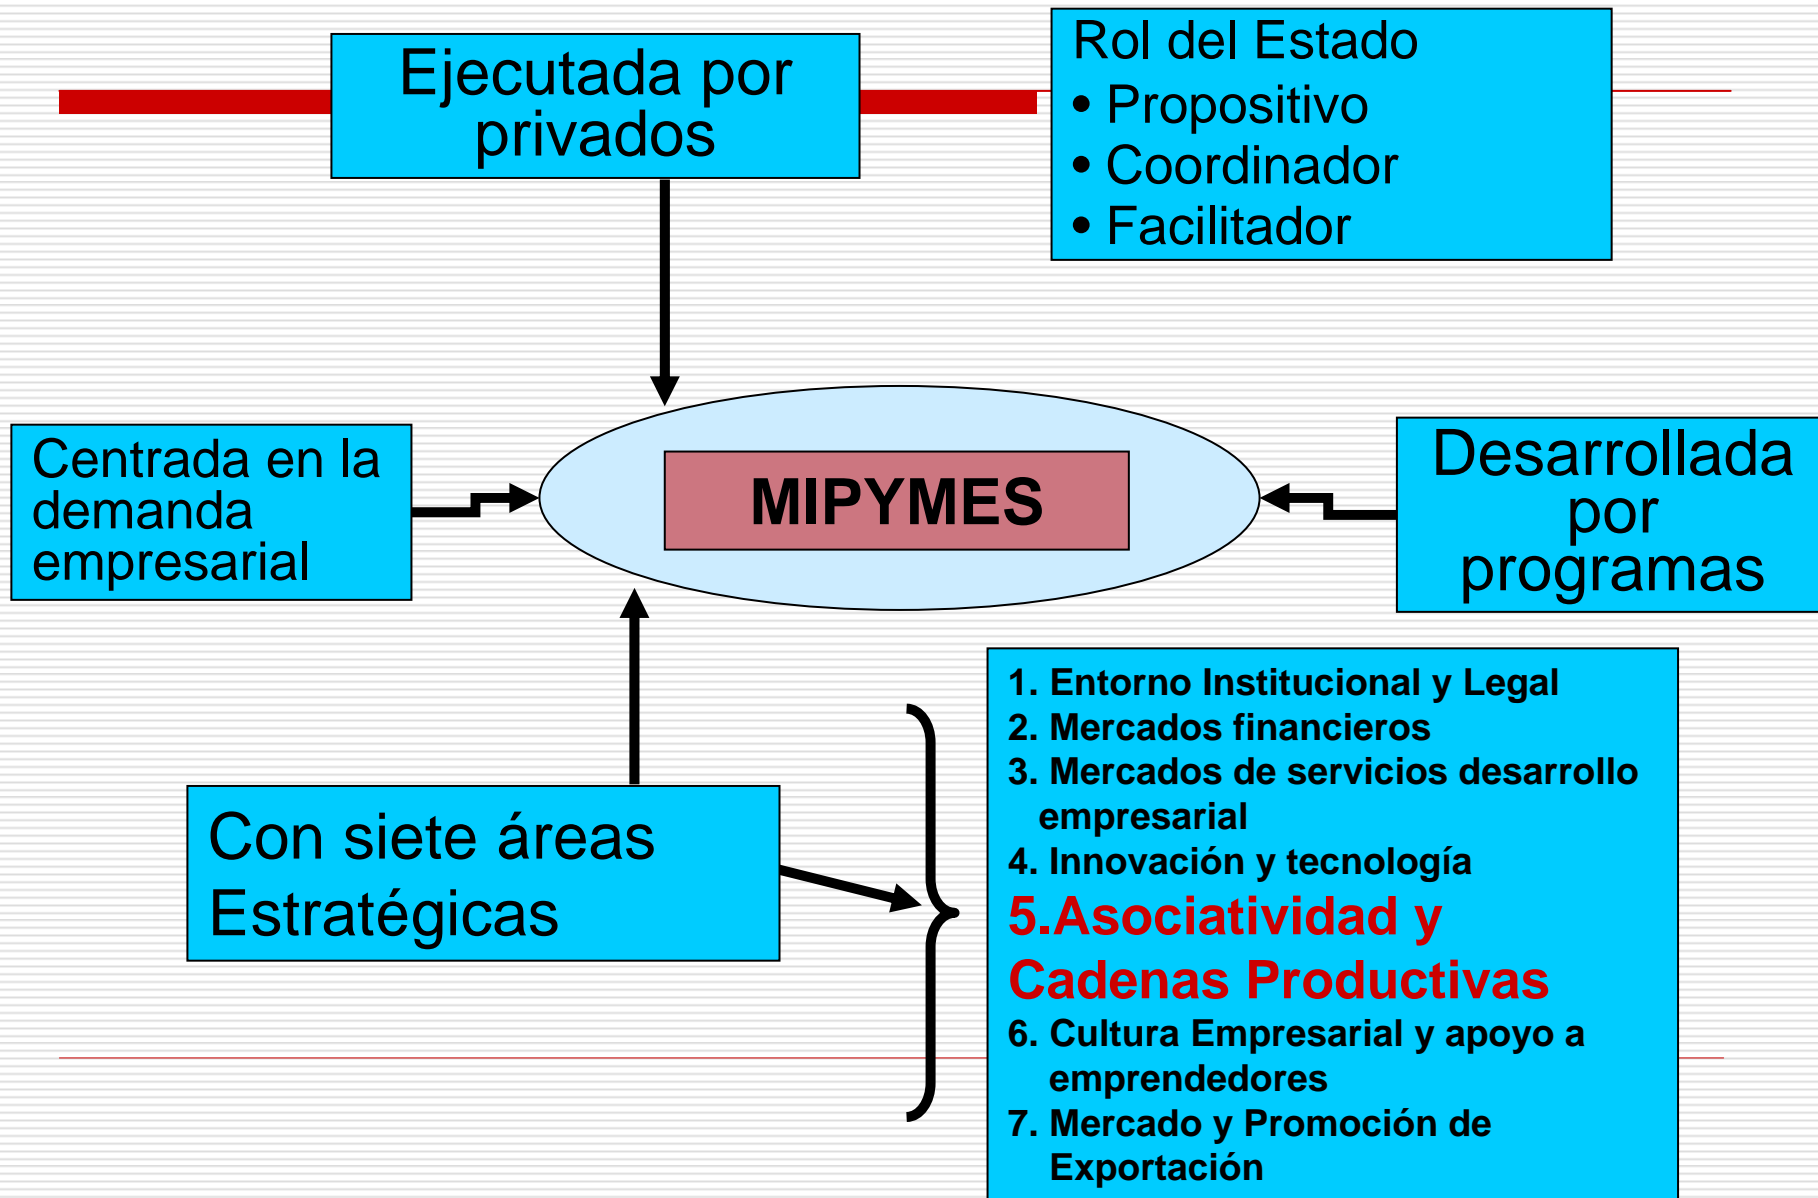 Ejecutada por
privados
Rol del Estado
• Propositivo
• Coordinador
• Facilitador
Centrada en la
demanda
empresarial
MIPYMES
Desarrollada
por
programas
Con siete áreas
Estratégicas
1. Entorno Institucional y Legal
2. Mercados financieros
3. Mercados de servicios desarrollo
empresarial
4. Innovación y tecnología
5.Asociatividad y
Cadenas Productivas
6. Cultura Empresarial y apoyo a
emprendedores
7. Mercado y Promoción de
Exportación